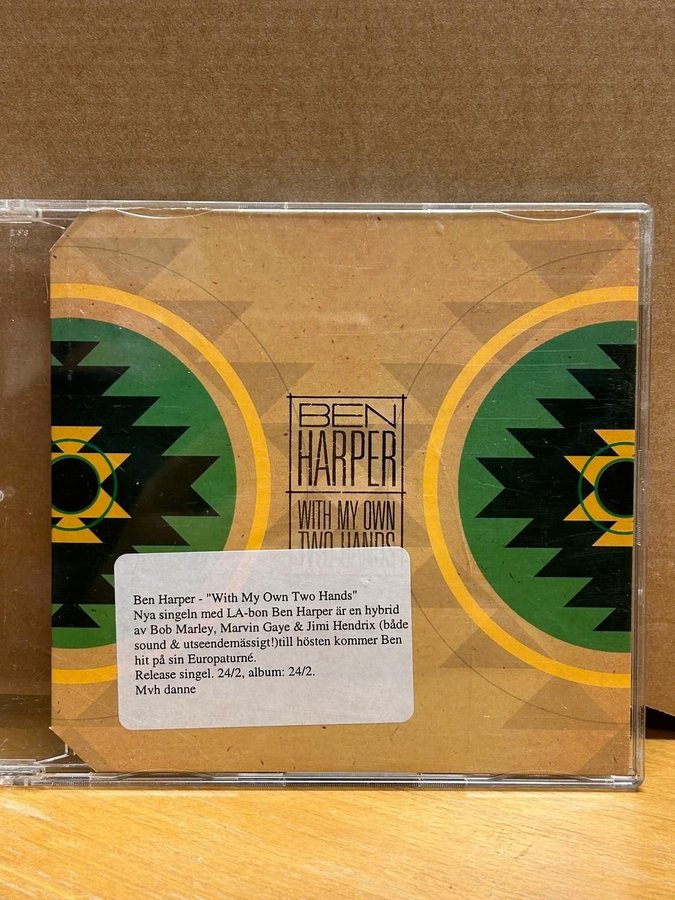 BEN
HARPER
WITH MY OWN
TWO HANDS
Ben Harper - "With My Own Two Hands"
Nya singeln med LA-bon Ben Harper är en hybrid
av Bob Marley, Marvin Gaye & Jimi Hendrix (både
sound & utseendemässigt!)till hösten kommer Ben
hit på sin Europaturné.
Release singel. 24/2, album: 24/2.
Mvh danne